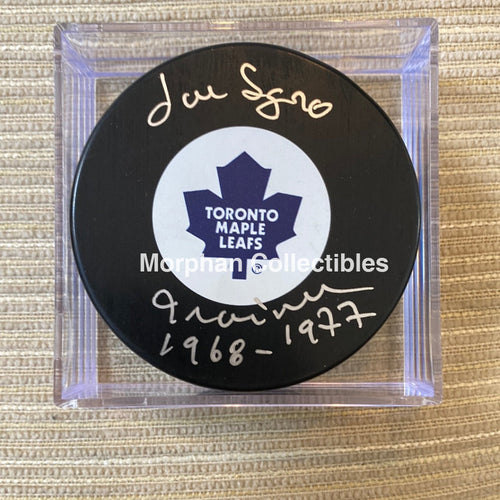 Joe Sgro
TORONTO
MAPLE
LEAFS
Morphan Collectibles
Trainer
1968-1977